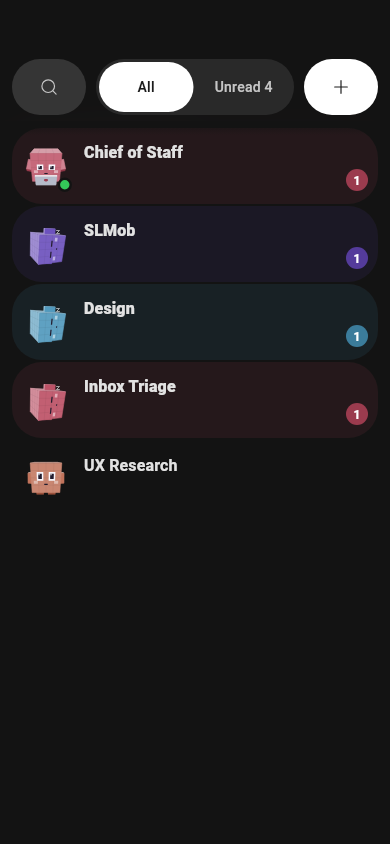 All
Unread 4
Chief of Staff
1
SLMob
1
Design
1
Inbox Triage
1
UX Research